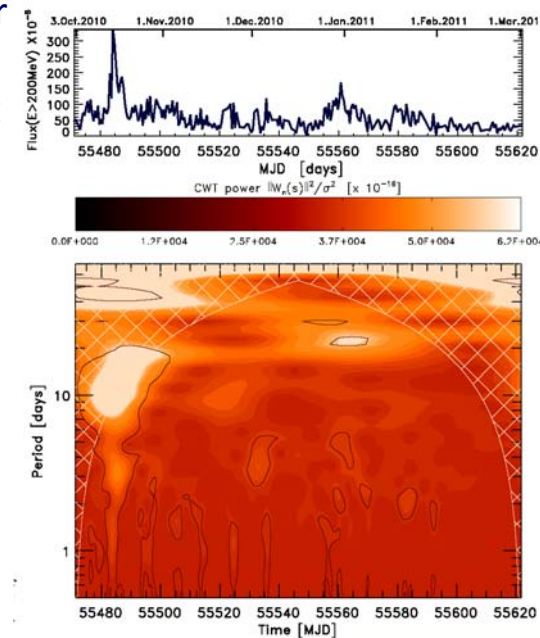 r
3.Oct.2010 1.Nov.2010 1.Dec.2010 1.Jan.2011 1.Feb.2011 1.Mar.201
Flux(E>200MeV) X10⁻⁸
300
250
200
150
100
50
0
55480 55500 55520 55540 55560 55580 55600 55620
MJD [days]
CWT power ||Wₙ(s)||²/σ² [x 10⁻¹⁶]
0.0E+000 1.2E+004 2.5E+004 3.7E+004 5.0E+004 6.2E+004
Period [days]
10
1
55480 55500 55520 55540 55560 55580 55600 55620
Time [MJD]